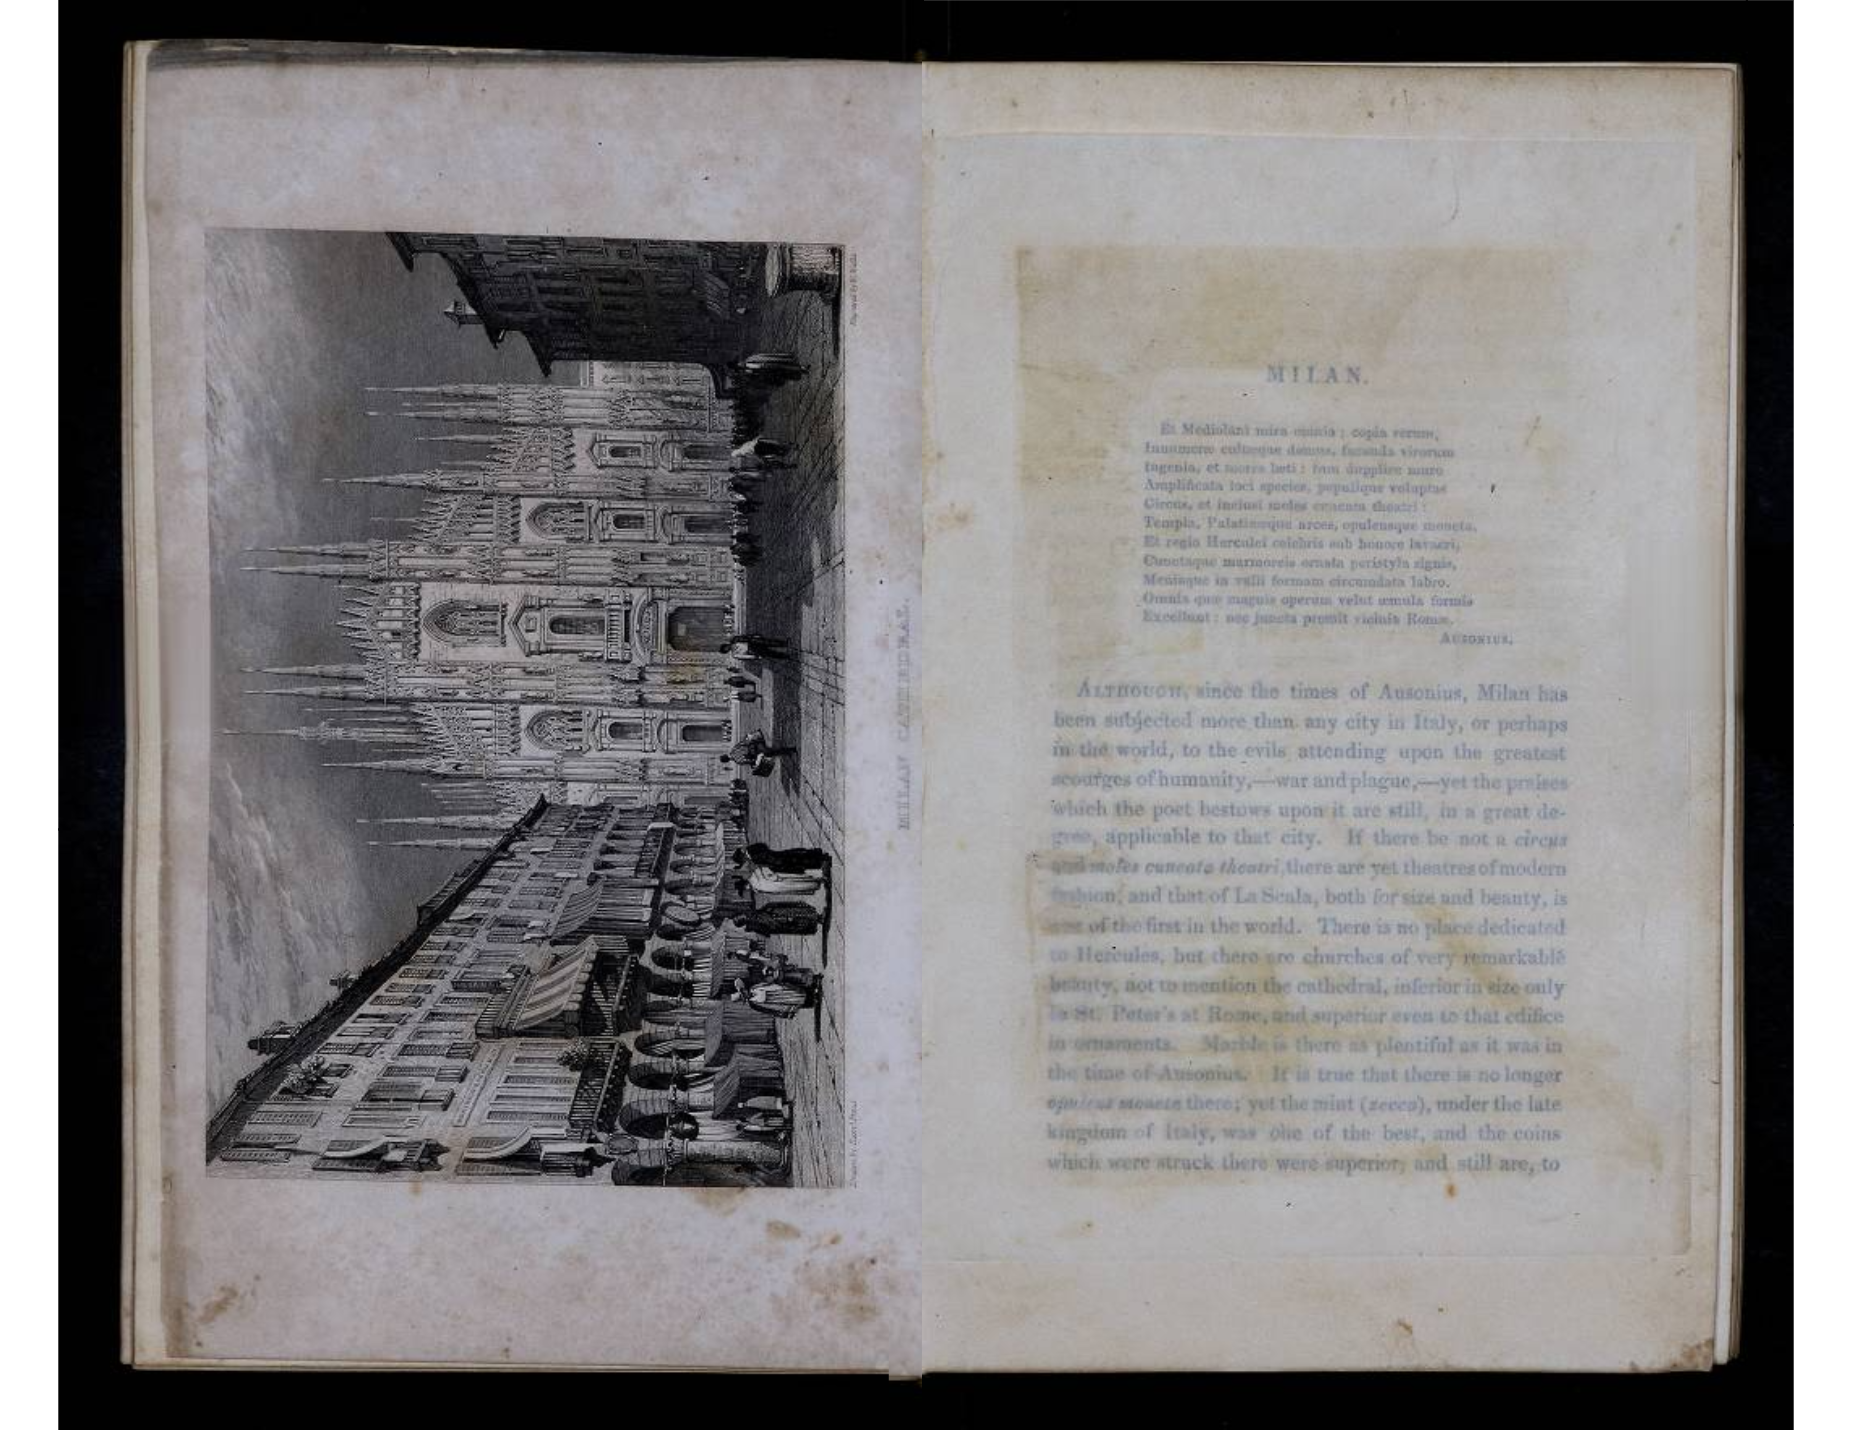 MILAN CATHEDRAL.
MILAN.
Et Mediolani mira omnia; copia rerum,
Innumeræ cultæque domus, facunda virorum
Ingenia, et mores læti: tum duplice muro
Amplificata loci species, populique voluptas
Circus, et inclusi moles cuneata theatri:
Templa, Palatinæque arces, opulensque moneta,
Et regio Herculei celebris sub honore lavacri,
Cunctaque marmoreis ornata peristyla signis,
Mæniaque in valli formam circumdata labro.
Omnia quæ magnis operum velut æmula formis
Excellunt: nec juncta premit vicinia Romæ.
AUSONIUS.
ALTHOUGH, since the times of Ausonius, Milan has
been subjected more than any city in Italy, or perhaps
in the world, to the evils attending upon the greatest
scourges of humanity,—war and plague,—yet the praises
which the poet bestows upon it are still, in a great de-
gree, applicable to that city. If there be not a circus
and moles cuneata theatri, there are yet theatres of modern
fashion, and that of La Scala, both for size and beauty, is
one of the first in the world. There is no place dedicated
to Hercules, but there are churches of very remarkable
beauty, not to mention the cathedral, inferior in size only
to St. Peter's at Rome, and superior even to that edifice
in ornaments. Marble is there as plentiful as it was in
the time of Ausonius. It is true that there is no longer
opulens moneta there; yet the mint (zecca), under the late
kingdom of Italy, was one of the best, and the coins
which were struck there were superior, and still are, to